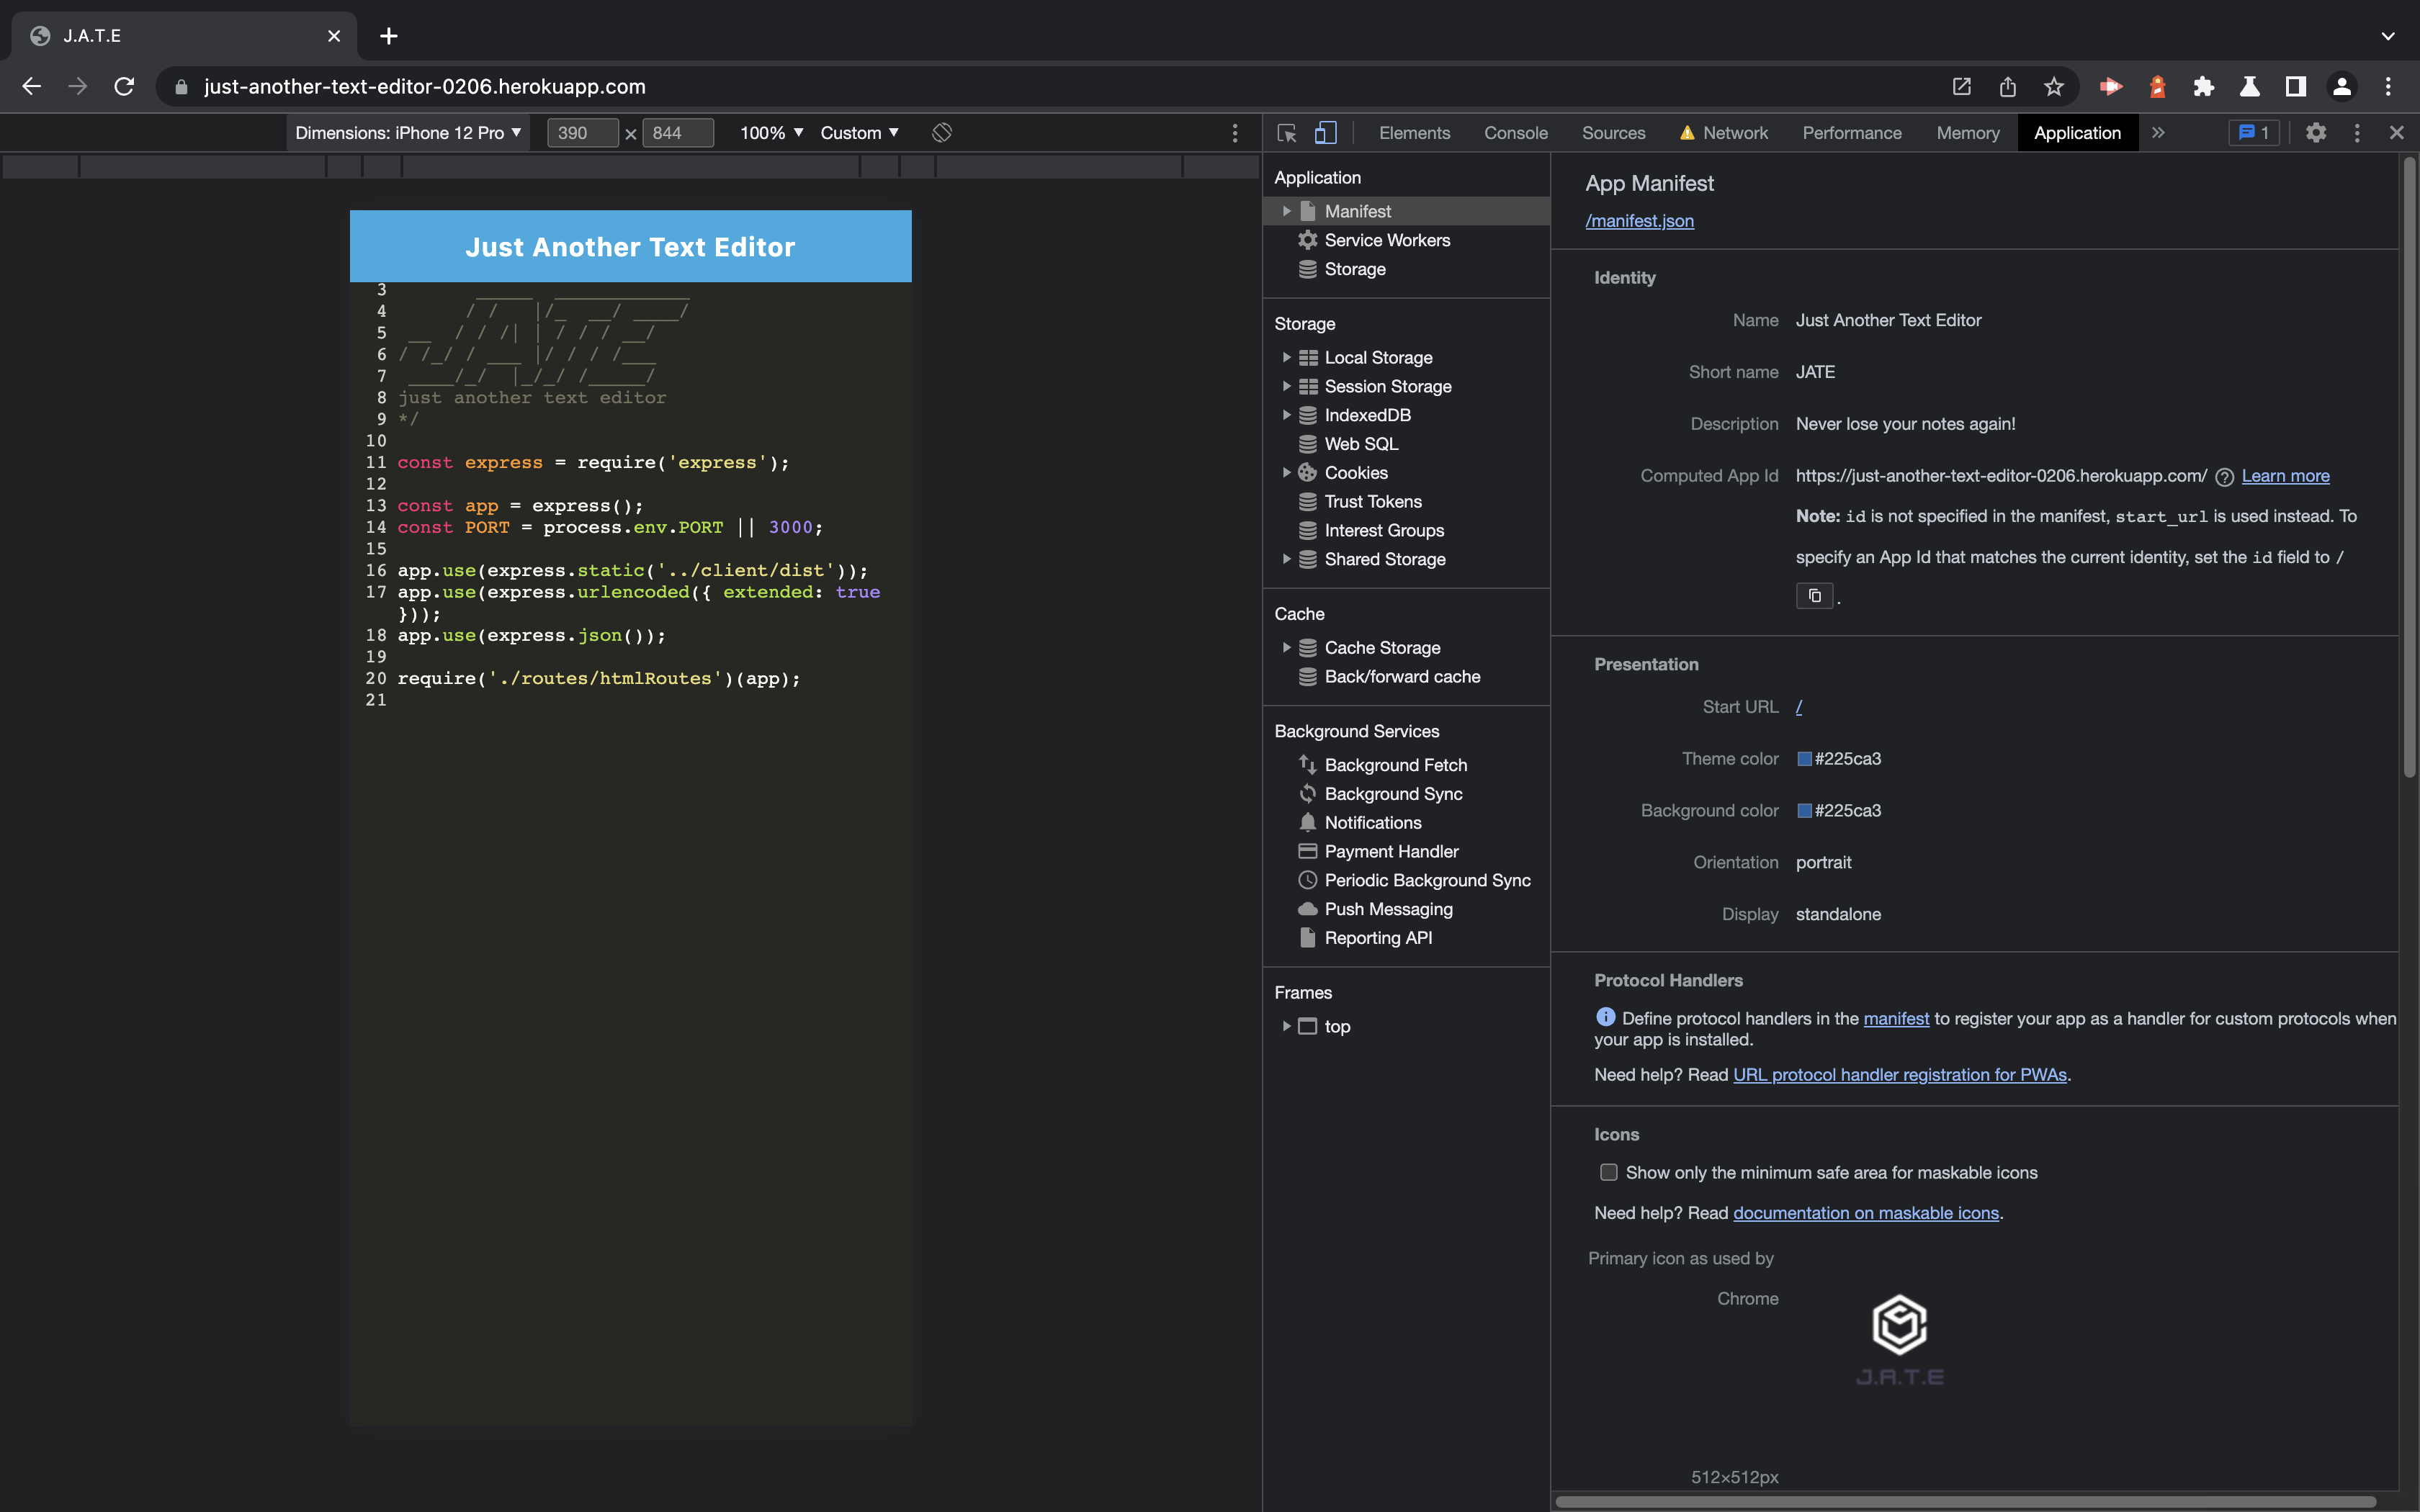 J.A.T.E
just-another-text-editor-0206.herokuapp.com
Dimensions: iPhone 12 Pro ▼ 390 × 844 100% ▼ Custom ▼
Elements Console Sources Network Performance Memory Application 1
Just Another Text Editor
3
4
5
6
7
8 just another text editor
9 */
10
11 const express = require('express');
12
13 const app = express();
14 const PORT = process.env.PORT || 3000;
15
16 app.use(express.static('../client/dist'));
17 app.use(express.urlencoded({ extended: true
}));
18 app.use(express.json());
19
20 require('./routes/htmlRoutes')(app);
21
Application
Manifest
Service Workers
Storage
Storage
Local Storage
Session Storage
IndexedDB
Web SQL
Cookies
Trust Tokens
Interest Groups
Shared Storage
Cache
Cache Storage
Back/forward cache
Background Services
Background Fetch
Background Sync
Notifications
Payment Handler
Periodic Background Sync
Push Messaging
Reporting API
Frames
top
App Manifest
/manifest.json
Identity
Name Just Another Text Editor
Short name JATE
Description Never lose your notes again!
Computed App Id https://just-another-text-editor-0206.herokuapp.com/ Learn more
Note: id is not specified in the manifest, start_url is used instead. To
specify an App Id that matches the current identity, set the id field to /
.
Presentation
Start URL /
Theme color #225ca3
Background color #225ca3
Orientation portrait
Display standalone
Protocol Handlers
Define protocol handlers in the manifest to register your app as a handler for custom protocols when
your app is installed.
Need help? Read URL protocol handler registration for PWAs.
Icons
Show only the minimum safe area for maskable icons
Need help? Read documentation on maskable icons.
Primary icon as used by
Chrome
J.A.T.E
512×512px